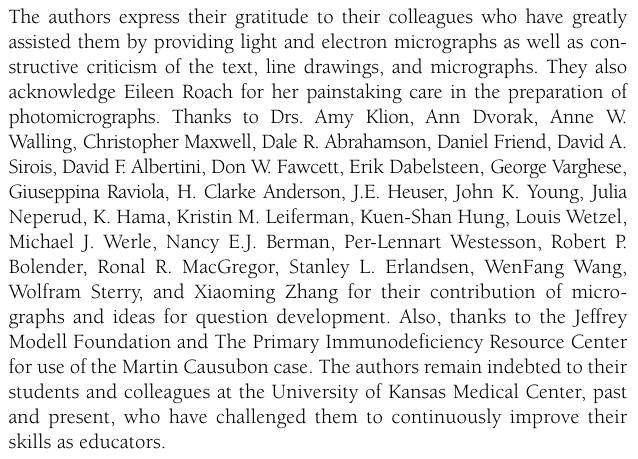 The authors express their gratitude to their colleagues who have greatly
assisted them by providing light and electron micrographs as well as con-
structive criticism of the text, line drawings, and micrographs. They also
acknowledge Eileen Roach for her painstaking care in the preparation of
photomicrographs. Thanks to Drs. Amy Klion, Ann Dvorak, Anne W.
Walling, Christopher Maxwell, Dale R. Abrahamson, Daniel Friend, David A.
Sirois, David F. Albertini, Don W. Fawcett, Erik Dabelsteen, George Varghese,
Giuseppina Raviola, H. Clarke Anderson, J.E. Heuser, John K. Young, Julia
Neperud, K. Hama, Kristin M. Leiferman, Kuen-Shan Hung, Louis Wetzel,
Michael J. Werle, Nancy E.J. Berman, Per-Lennart Westesson, Robert P.
Bolender, Ronal R. MacGregor, Stanley L. Erlandsen, WenFang Wang,
Wolfram Sterry, and Xiaoming Zhang for their contribution of micro-
graphs and ideas for question development. Also, thanks to the Jeffrey
Modell Foundation and The Primary Immunodeficiency Resource Center
for use of the Martin Causubon case. The authors remain indebted to their
students and colleagues at the University of Kansas Medical Center, past
and present, who have challenged them to continuously improve their
skills as educators.